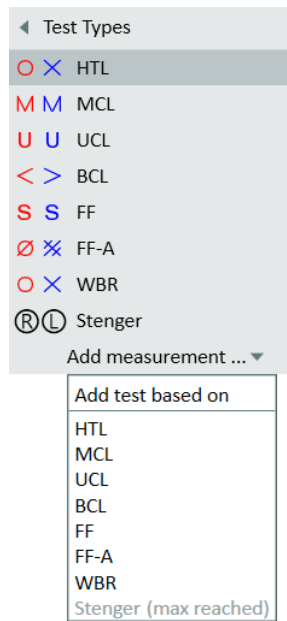 Test Types
O X HTL
M M MCL
U U UCL
< > BCL
S S FF
Ø FF-A
O X WBR
Ⓡ Ⓛ Stenger
Add measurement ...
Add test based on
HTL
MCL
UCL
BCL
FF
FF-A
WBR
Stenger (max reached)